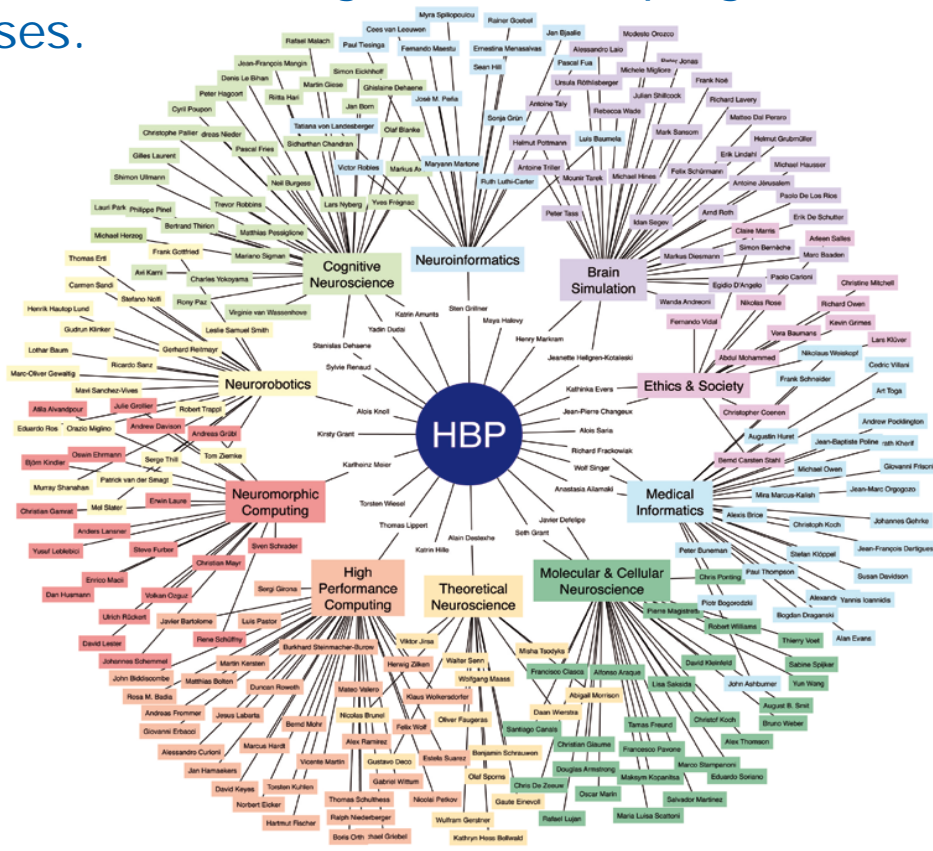 ses.
Myra Spiliopoulou
Cees van Leeuwen
Rainer Goebel
Rafael Malach
Paul Tiesinga
Fernando Maestu
Ernestina Menasalvas
Jan Bjaalie
Modesto Orozco
Alessandro Laio
Jean-François Mangin
Sean Hill
Pascal Fua
Jonas
Denis Le Bihan
Simon Eickhoff
Ursula Röthlisberger
Michele Migliore
Peter Hagoort
Martin Giese
Ghislaine Dehaene
Frank Noé
Riitta Hari
José M. Peña
Antoine Taly
Julian Shillcock
Richard Lavery
Cyril Poupon
Jan Born
Sonja Grün
Rebecca Wade
Matteo Dal Peraro
Christophe Pallier
dreas Nieder
Tatiana von Landesberger
Olaf Blanke
Luis Baumela
Mark Sansom
Helmut Grubmüller
Pascal Fries
Sidharthan Chandran
Helmut Pottmann
Erik Lindahl
Gilles Laurent
Victor Robles
Markus
Maryann Martone
Antoine Triller
Mounir Tarek
Michael Hines
Felix Schürmann
Michael Hausser
Shimon Ullmann
Neil Burgess
Ruth Luthi-Carter
Antoine Jérusalem
Paolo De Los Rios
Lauri Park
Philippe Pinel
Trevor Robbins
Lars Nyberg
Yves Frégnac
Peter Tass
Idan Segev
Arnd Roth
Erik De Schutter
Bertrand Thirion
Matthias Pessiglione
Claire Marris
Arleen Salles
Michael Herzog
Frank Gottfried
Mariano Sigman
Cognitive
Neuroscience
Neuroinformatics
Brain
Simulation
Markus Diesmann
Simon Bernèche
Marc Baaden
Thomas Ertl
Avi Karni
Charles Yokoyama
Egidio D'Angelo
Paolo Carloni
Christine Mitchell
Carmen Sandi
Stefano Nolfi
Rony Paz
Wanda Andreoni
Nikolas Rose
Richard Owen
Henrik Hautop Lund
Virginie van Wassenhove
Katrin Amunts
Sten Grillner
Maya Halevy
Fernando Vidal
Kevin Grimes
Gudrun Klinker
Leslie Samuel Smith
Yadin Dudai
Henry Markram
Vera Baumans
Lars Klüver
Lothar Baum
Gerhard Reitmayr
Stanislas Dehaene
Jeanette Hellgren-Kotaleski
Abdul Mohammed
Nikolaus Weiskopf
Marc-Oliver Gewaltig
Ricardo Sanz
Sylvie Renaud
Frank Schneider
Cedric Villani
Maxi Sanchez-Vives
Neurorobotics
Kathinka Evers
Ethics & Society
Art Toga
Atila Alvandpour
Julie Grollier
Robert Trappl
Alois Knoll
Jean-Pierre Changeux
Christopher Coenen
Andrew Pocklington
Eduardo Ros
Orazio Miglino
Andrew Davison
Andreas Grübl
Kirsty Grant
HBP
Alois Saria
Augustin Hurst
Jean-Baptiste Poline
rath Kherif
Björn Kindler
Oswin Ehrmann
Serge Thill
Tom Ziemke
Karlheinz Meier
Richard Frackowiak
Bernd Carsten Stahl
Michael Owen
Giovanni Frisoni
Murray Shanahan
Patrick van der Smagt
Wolf Singer
Christian Gamrat
Mel Slater
Erwin Laure
Neuromorphic
Computing
Torsten Wiesel
Anastasia Ailamaki
Medical
Informatics
Mira Marcus-Kalish
Jean-Marc Orgogozo
Anders Lansner
Thomas Lippert
Javier Defelipe
Alexis Brice
Christoph Koch
Johannes Gehrke
Yusuf Leblebici
Steve Furber
Sven Schrader
Katrin Hille
Alain Destexhe
Seth Grant
Peter Buneman
Stefan Klöppel
Jean-François Dartigues
Enrico Macii
Christian Mayr
High
Performance
Computing
Theoretical
Neuroscience
Molecular & Cellular
Neuroscience
Chris Ponting
Paul Thompson
Susan Davidson
Dan Husmann
Volkan Ozguz
Sergi Girona
Piotr Bogorodzki
Alexand
Yannis Ioannidis
Ulrich Rückert
Javier Bartolome
Luis Pastor
Pierre Magistretti
Bogdan Draganski
David Lester
Rene Schüffny
Burkhard Steinmacher-Burow
Viktor Jirsa
Misha Tsodyks
Robert Williams
Thierry Voet
Alan Evans
Johannes Schemmel
Martin Kersten
Herwig Zilken
Walter Senn
Francisco Clasca
Alfonso Araque
David Kleinfeld
Sabine Spijker
John Biddiscombe
Matthias Bolten
Duncan Roweth
Mateo Valero
Klaus Wolkersdorfer
Wolfgang Maass
Abigail Morrison
Lisa Saksida
John Ashburner
Yun Wang
Rosa M. Badia
Andreas Frommer
Jesus Labarta
Bernd Mohr
Nicolas Brunel
Felix Wolf
Oliver Faugeras
Daan Wierstra
Santiago Canals
Tamas Freund
Christof Koch
August B. Smit
Giovanni Erbacci
Bruno Weber
Alessandro Curioni
Marcus Hardt
Alex Ramirez
Estela Suarez
Benjamin Schrauwen
Christian Giaume
Francesco Pavone
Alex Thomson
Jan Hamaekers
Vicente Martin
Gustavo Deco
Olaf Sporns
Douglas Armstrong
Maksym Kopanitsa
Marco Stampanoni
Eduardo Soriano
David Keyes
Torsten Kuhlen
Gabriel Wittum
Chris De Zeeuw
Norbert Eicker
Thomas Schulthess
Nicolai Petkov
Gaute Einevoll
Oscar Marin
Salvador Martinez
Hartmut Fischer
Ralph Niederberger
Wulfram Gerstner
Rafael Lujan
Maria Luisa Scattoni
Boris Orth
hael Griebel
Kathryn Hess Bellwald